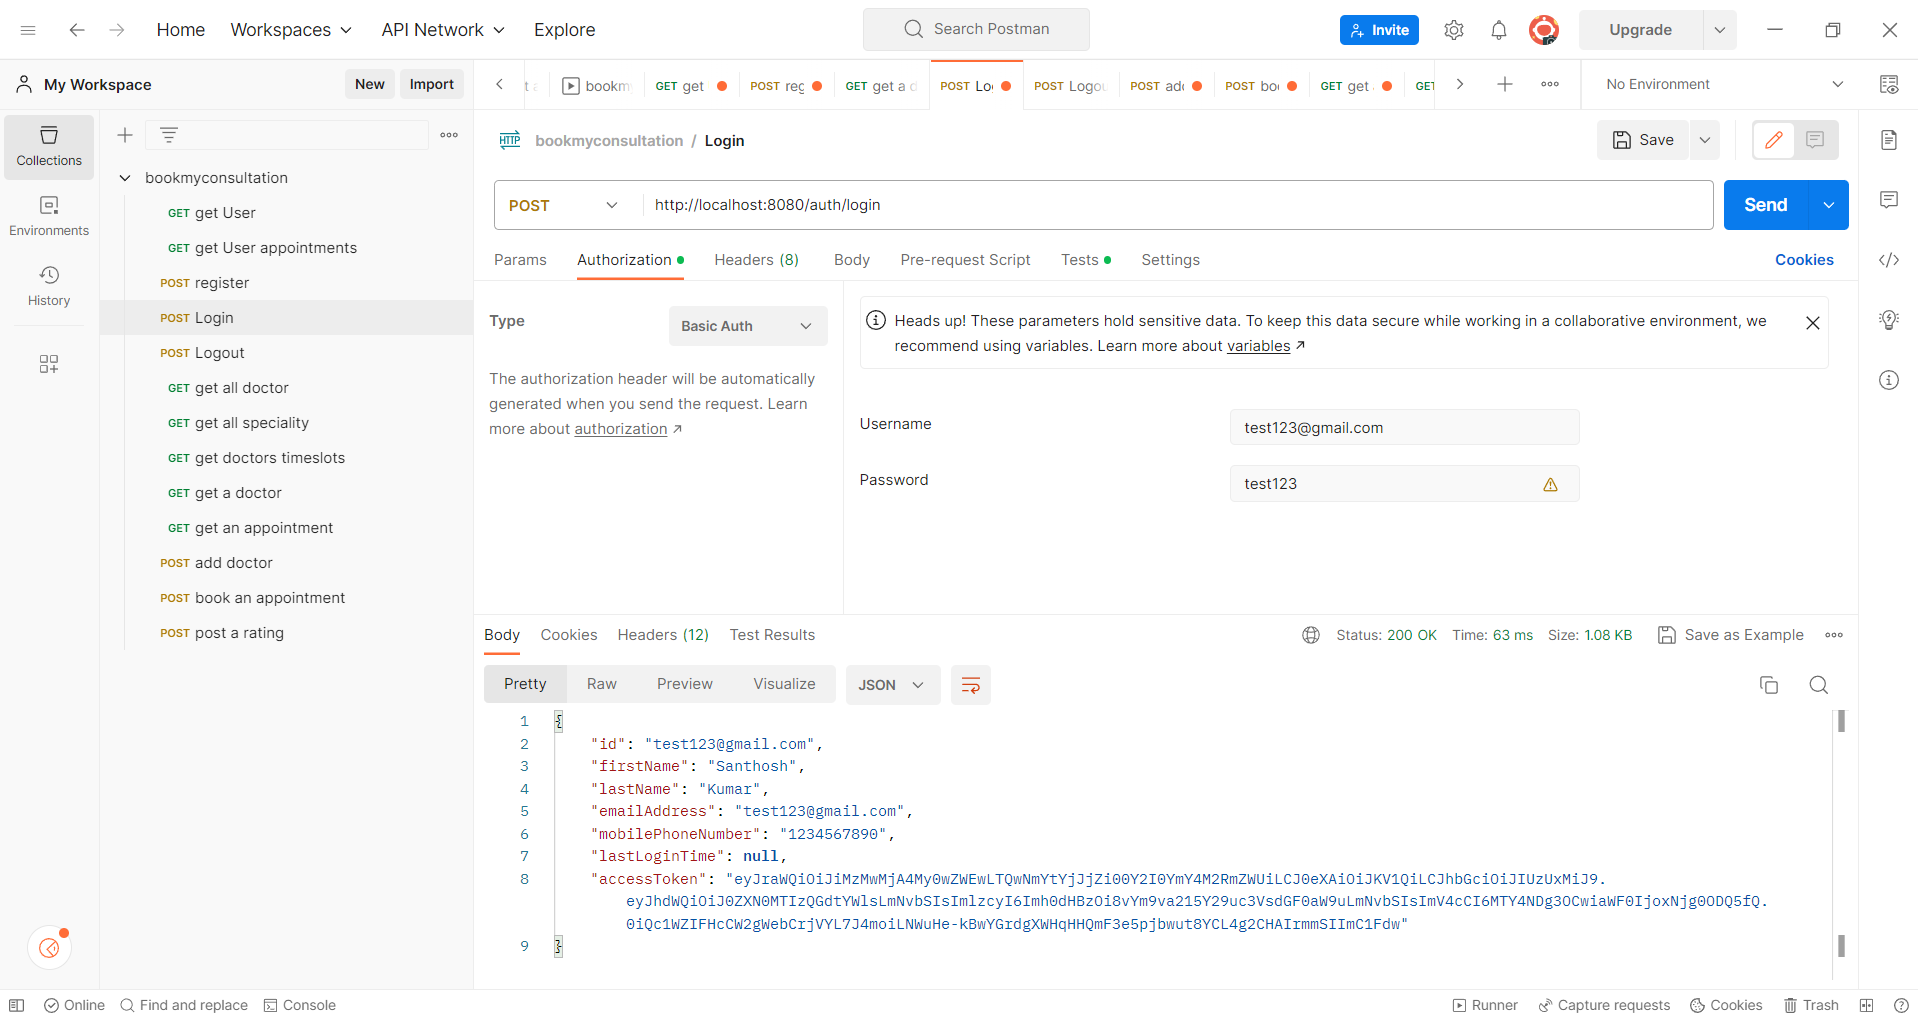 Home Workspaces API Network Explore Search Postman Invite Upgrade
My Workspace New Import
bookm GET get POST reg GET get a d POST Lo POST Logou POST add POST boo GET get GET No Environment
Collections
Environments
History
bookmyconsultation
GET get User
GET get User appointments
POST register
POST Login
POST Logout
GET get all doctor
GET get all speciality
GET get doctors timeslots
GET get a doctor
GET get an appointment
POST add doctor
POST book an appointment
POST post a rating
HTTP bookmyconsultation / Login Save
POST http://localhost:8080/auth/login Send
Params Authorization Headers (8) Body Pre-request Script Tests Settings Cookies
Type Basic Auth
The authorization header will be automatically
generated when you send the request. Learn
more about authorization ↗
Heads up! These parameters hold sensitive data. To keep this data secure while working in a collaborative environment, we
recommend using variables. Learn more about variables ↗
Username test123@gmail.com
Password test123
Body Cookies Headers (12) Test Results Status: 200 OK Time: 63 ms Size: 1.08 KB Save as Example
Pretty Raw Preview Visualize JSON
1 {
2 "id": "test123@gmail.com",
3 "firstName": "Santhosh",
4 "lastName": "Kumar",
5 "emailAddress": "test123@gmail.com",
6 "mobilePhoneNumber": "1234567890",
7 "lastLoginTime": null,
8 "accessToken": "eyJraWQiOiJiMzMwMjA4My0wZWEwLTQwNmYtYjJjZi00Y2I0YmY4M2RmZWUiLCJ0eXAiOiJKV1QiLCJhbGciOiJIUzUxMiJ9.
eyJhdWQiOiJ0ZXN0MTIzQGdtYWlsLmNvbSIsImlzcyI6Imh0dHBzOi8vYm9va215Y29uc3VsdGF0aW9uLmNvbSIsImV4cCI6MTY4NDg3OCwiaWF0IjoxNjg0ODQ5fQ.
0iQc1WZIFHcCW2gWebCrjVYL7J4moiLNWuHe-kBwYGrdgXWHqHHQmF3e5pjbwut8YCL4g2CHAIrmmSIImC1Fdw"
9 }
Online Find and replace Console Runner Capture requests Cookies Trash